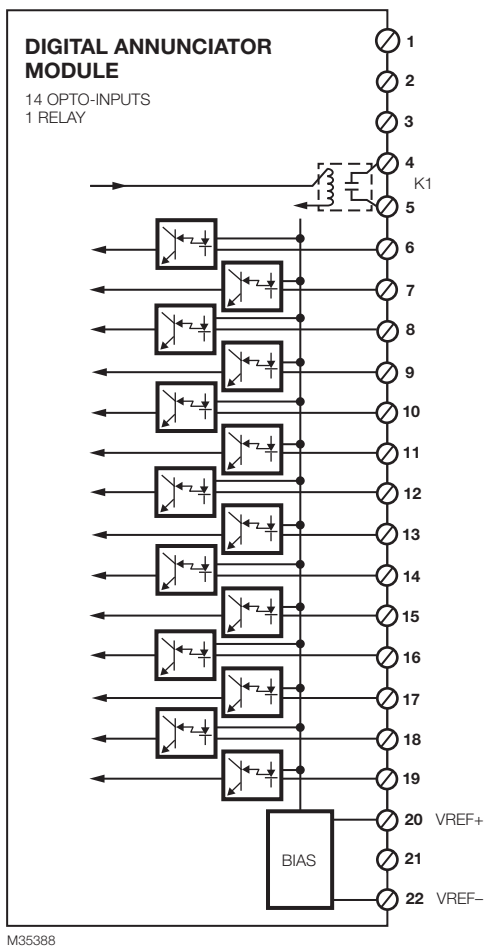 DIGITAL ANNUNCIATOR
MODULE
14 OPTO-INPUTS
1 RELAY
1
2
3
4
K1
5
6
7
8
9
10
11
12
13
14
15
16
17
18
19
20 VREF+
BIAS
21
22 VREF–
M35388